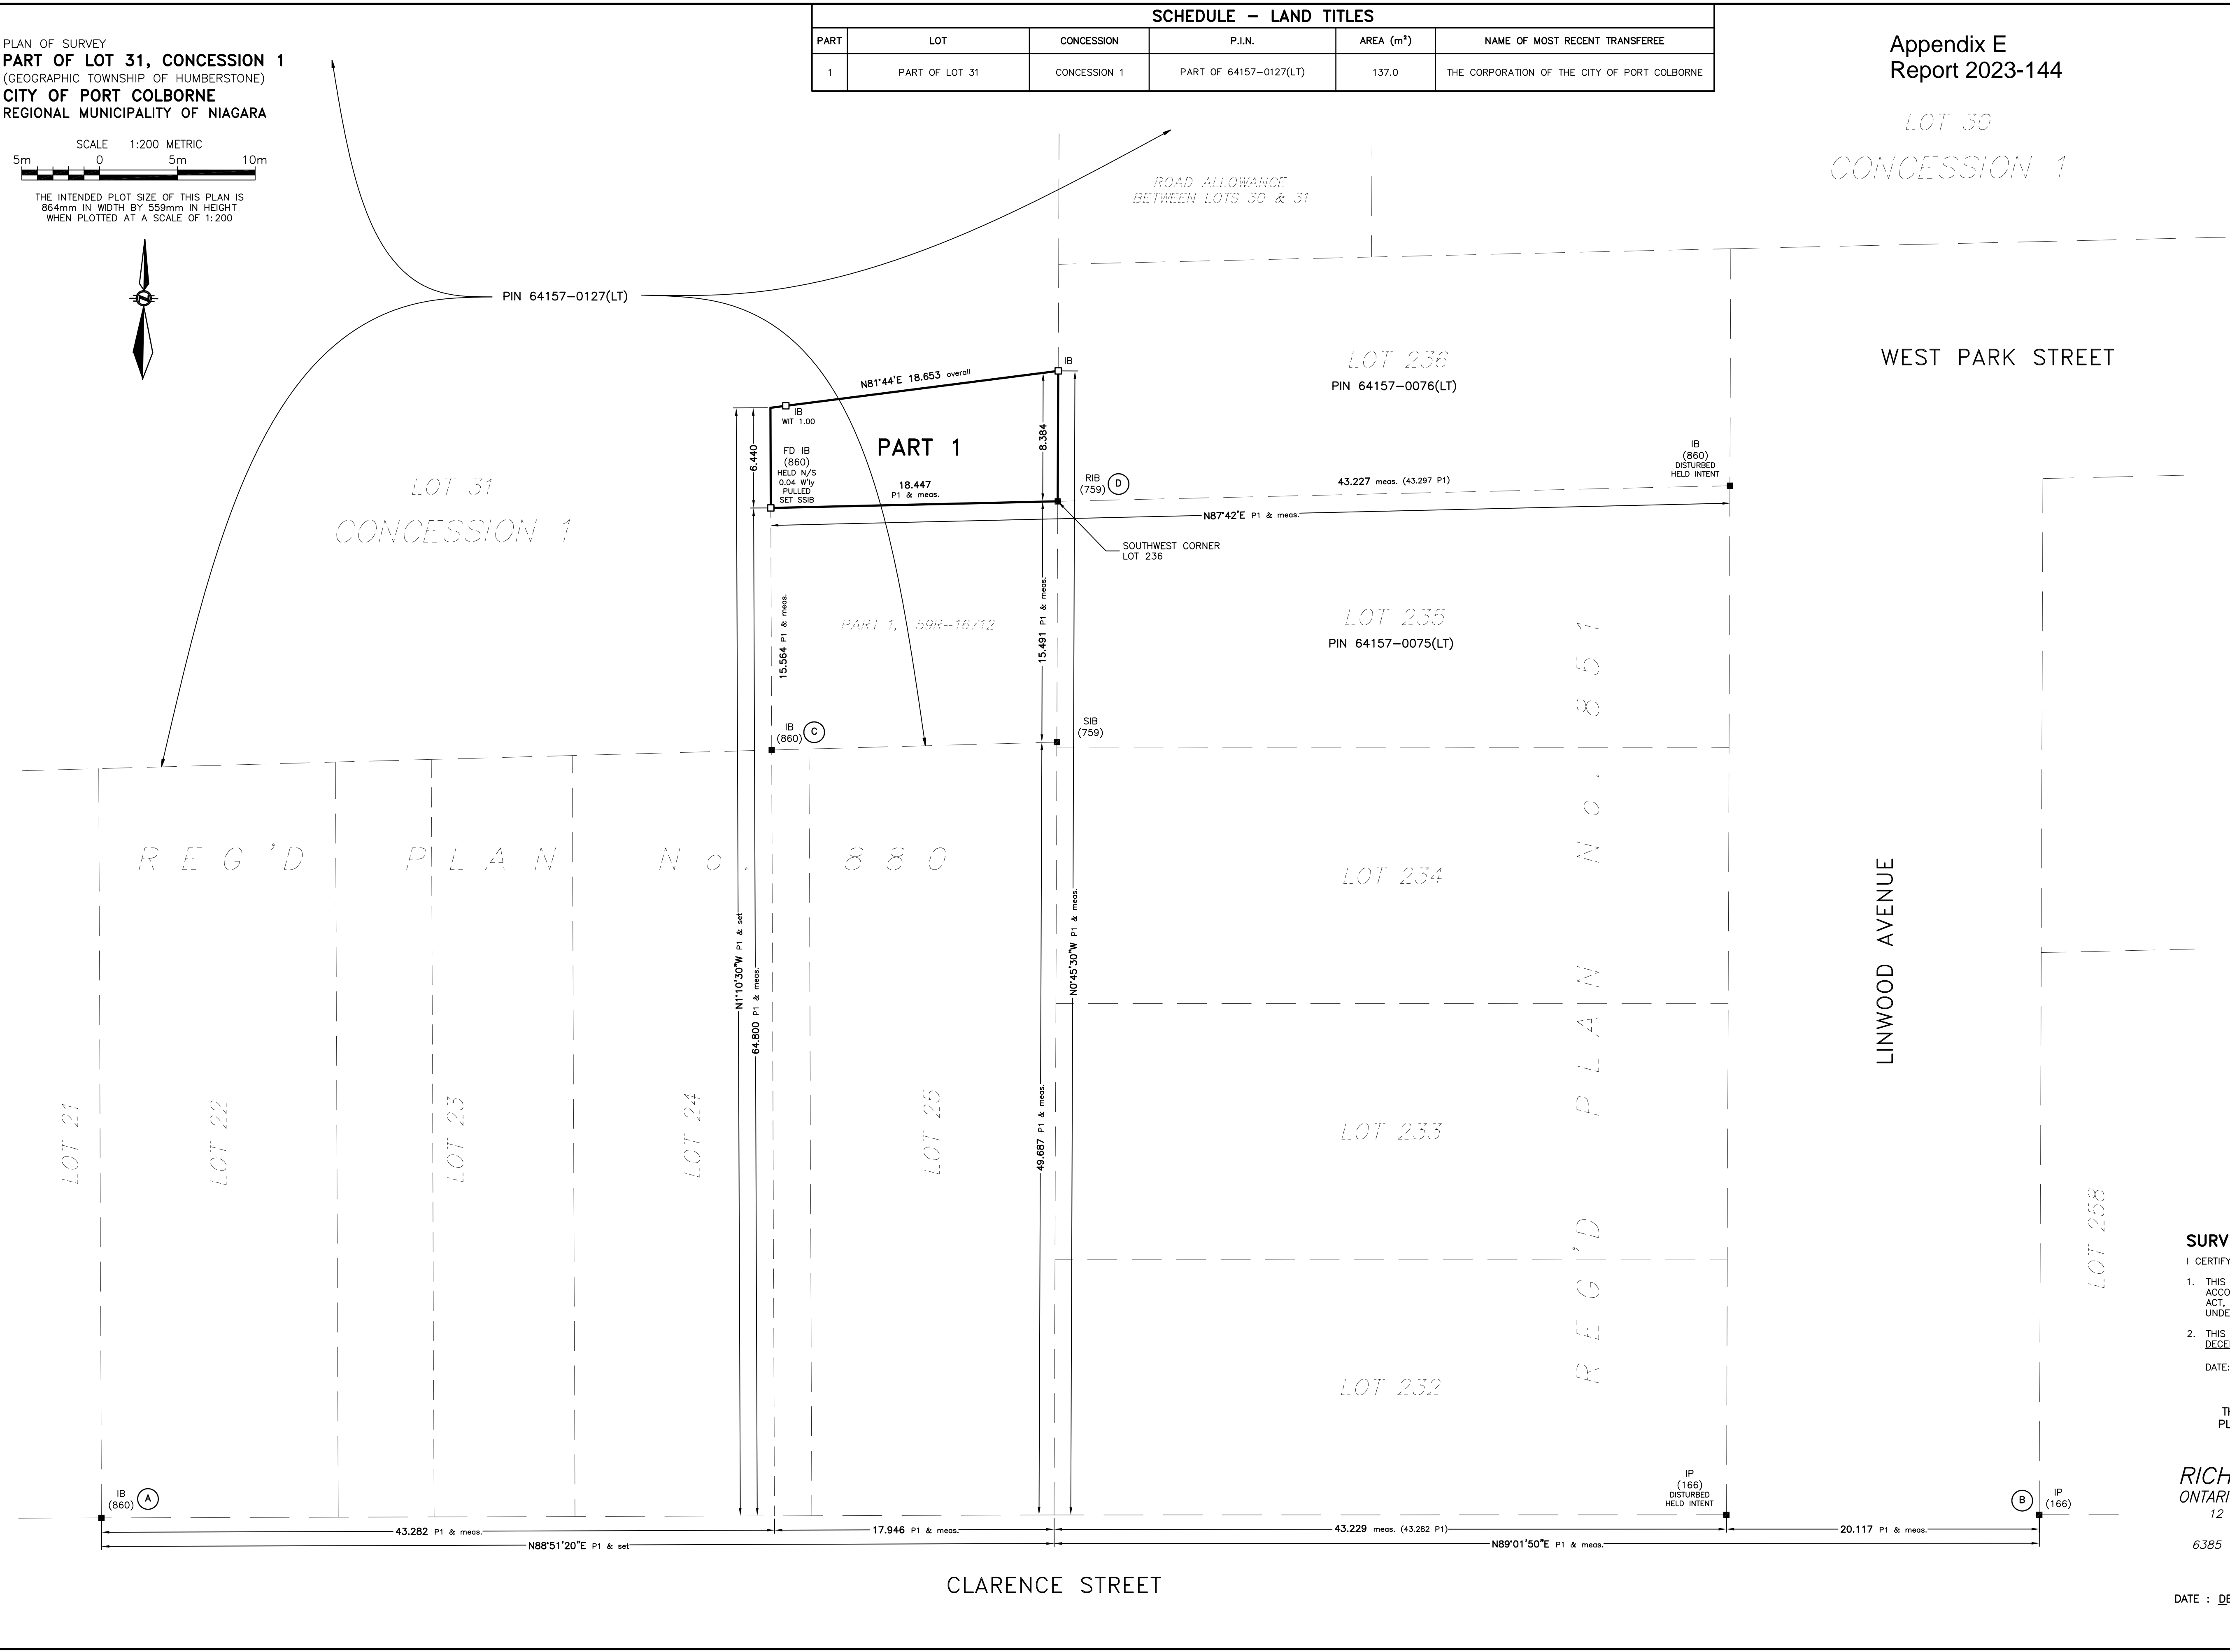 PLAN OF SURVEY
PART OF LOT 31, CONCESSION 1
(GEOGRAPHIC TOWNSHIP OF HUMBERSTONE)
CITY OF PORT COLBORNE
REGIONAL MUNICIPALITY OF NIAGARA
SCALE 1:200 METRIC
5m 0 5m 10m
THE INTENDED PLOT SIZE OF THIS PLAN IS
864mm IN WIDTH BY 559mm IN HEIGHT
WHEN PLOTTED AT A SCALE OF 1:200
N
SCHEDULE – LAND TITLES
PART LOT CONCESSION P.I.N. AREA (m²) NAME OF MOST RECENT TRANSFEREE
1 PART OF LOT 31 CONCESSION 1 PART OF 64157–0127(LT) 137.0 THE CORPORATION OF THE CITY OF PORT COLBORNE
Appendix E
Report 2023-144
LOT 30
CONCESSION 1
ROAD ALLOWANCE
BETWEEN LOTS 30 & 31
PIN 64157–0127(LT)
WEST PARK STREET
LOT 236
PIN 64157–0076(LT)
N81°44'E 18.653 overall
IB
IB
WIT 1.00
PART 1
6.440
8.384
FD IB
(860)
HELD N/S
0.04 W'ly
PULLED
SET SSIB
18.447
P1 & meas.
RIB
(759) D
43.227 meas. (43.297 P1)
IB
(860)
DISTURBED
HELD INTENT
N87°42'E P1 & meas.
SOUTHWEST CORNER
LOT 236
LOT 31
CONCESSION 1
15.564 P1 & meas.
PART 1, 59R–16712
15.491 P1 & meas.
LOT 235
PIN 64157–0075(LT)
IB
(860) C
SIB
(759)
REG'D PLAN No. 880
LOT 234
REG'D PLAN No. 851
LINWOOD AVENUE
N1°10'30"W P1 & set
64.800 P1 & meas.
N0°45'30"W P1 & meas.
49.687 P1 & meas.
LOT 21
LOT 22
LOT 23
LOT 24
LOT 25
LOT 233
LOT 232
LOT 258
SURV
I CERTIFY
1. THIS
ACCO
ACT,
UNDE
2. THIS
DECE
DATE:
TH
PL
RICH
ONTARI
12
6385
DATE : DE
IB
(860) A
IP
(166)
DISTURBED
HELD INTENT
B IP
(166)
43.282 P1 & meas.
17.946 P1 & meas.
43.229 meas. (43.282 P1)
20.117 P1 & meas.
N88°51'20"E P1 & set
N89°01'50"E P1 & meas.
CLARENCE STREET